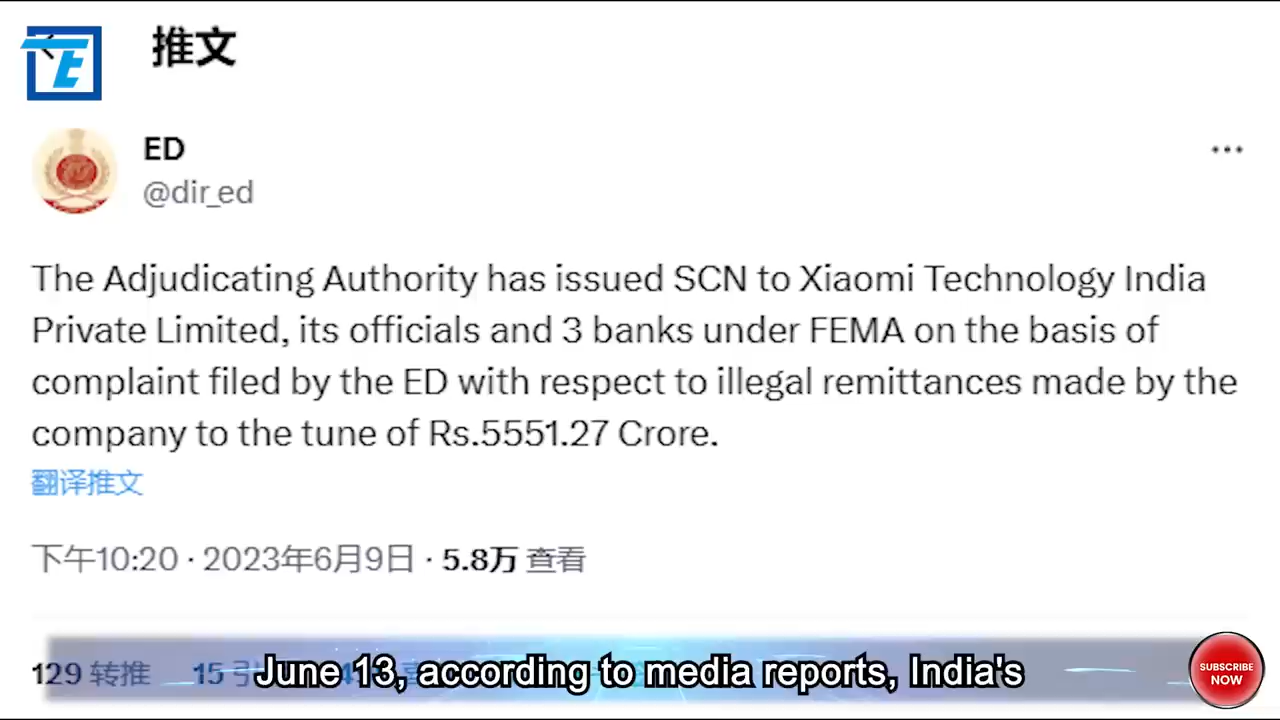 TE
推文
ED
@dir_ed
The Adjudicating Authority has issued SCN to Xiaomi Technology India
Private Limited, its officials and 3 banks under FEMA on the basis of
complaint filed by the ED with respect to illegal remittances made by the
company to the tune of Rs.5551.27 Crore.
翻译推文
下午10:20 · 2023年6月9日 · 5.8万 查看
129 转推 15
June 13, according to media reports, India's
SUBSCRIBE
NOW